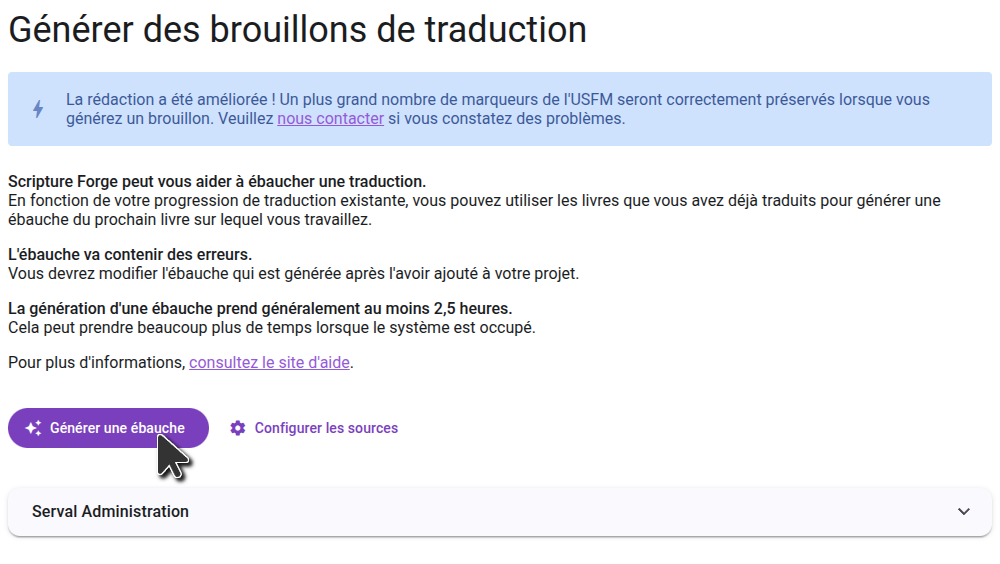 Générer des brouillons de traduction
La rédaction a été améliorée ! Un plus grand nombre de marqueurs de l'USFM seront correctement préservés lorsque vous
générez un brouillon. Veuillez nous contacter si vous constatez des problèmes.
Scripture Forge peut vous aider à ébaucher une traduction.
En fonction de votre progression de traduction existante, vous pouvez utiliser les livres que vous avez déjà traduits pour générer une
ébauche du prochain livre sur lequel vous travaillez.
L'ébauche va contenir des erreurs.
Vous devrez modifier l'ébauche qui est générée après l'avoir ajouté à votre projet.
La génération d'une ébauche prend généralement au moins 2,5 heures.
Cela peut prendre beaucoup plus de temps lorsque le système est occupé.
Pour plus d'informations, consultez le site d'aide.
Générer une ébauche
Configurer les sources
Serval Administration